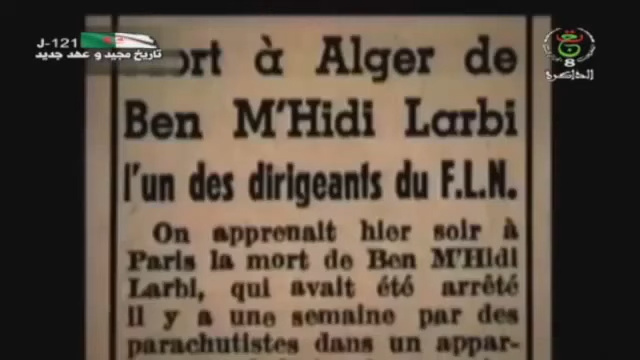 J-121
تاريخ مجيد و عهد جديد
8
الذاكرة
ort à Alger de
Ben M'Hidi Larbi
l'un des dirigeants du F.L.N.
On apprenait hier soir à
Paris la mort de Ben M'Hidi
Larbi, qui avait été arrêté
il y a une semaine par des
parachutistes dans un appar-